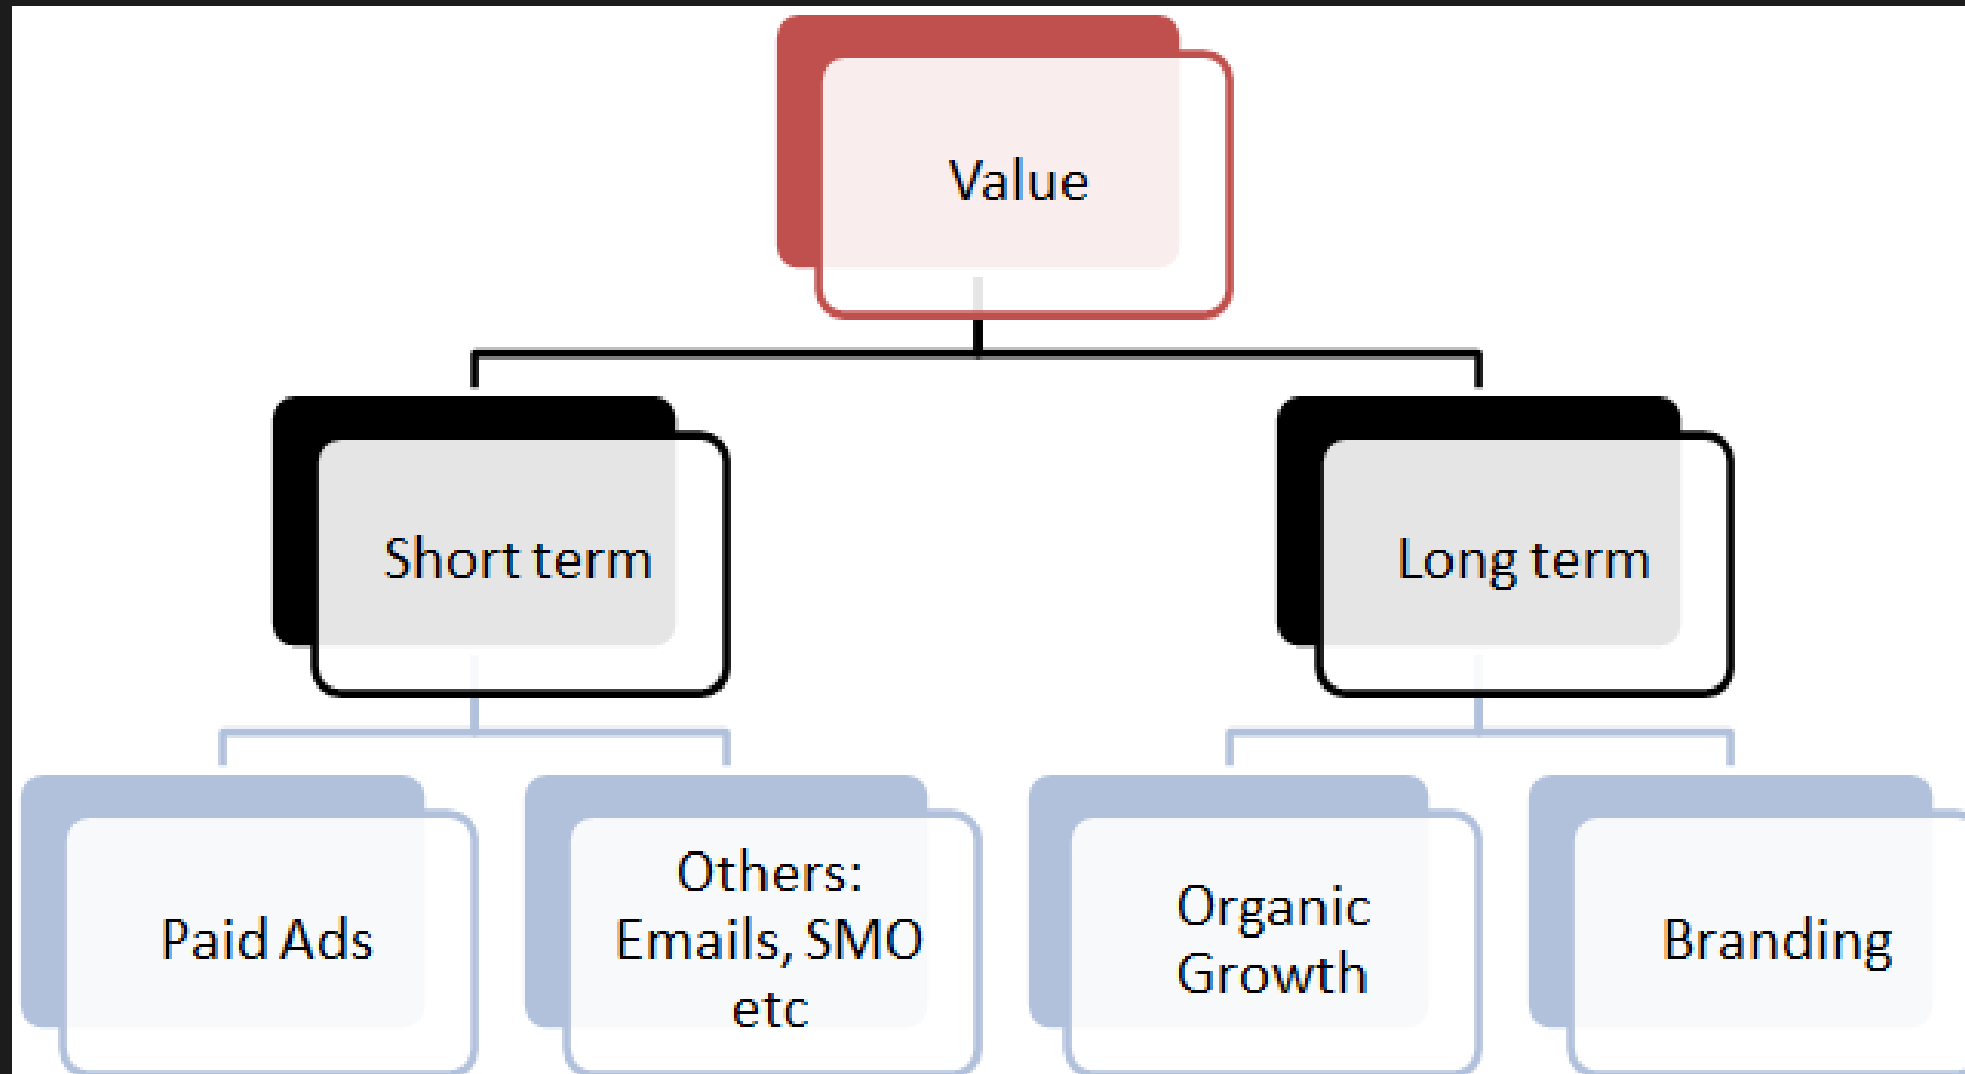 Value
Short term
Long term
Paid Ads
Others:
Emails, SMO
etc
Organic
Growth
Branding